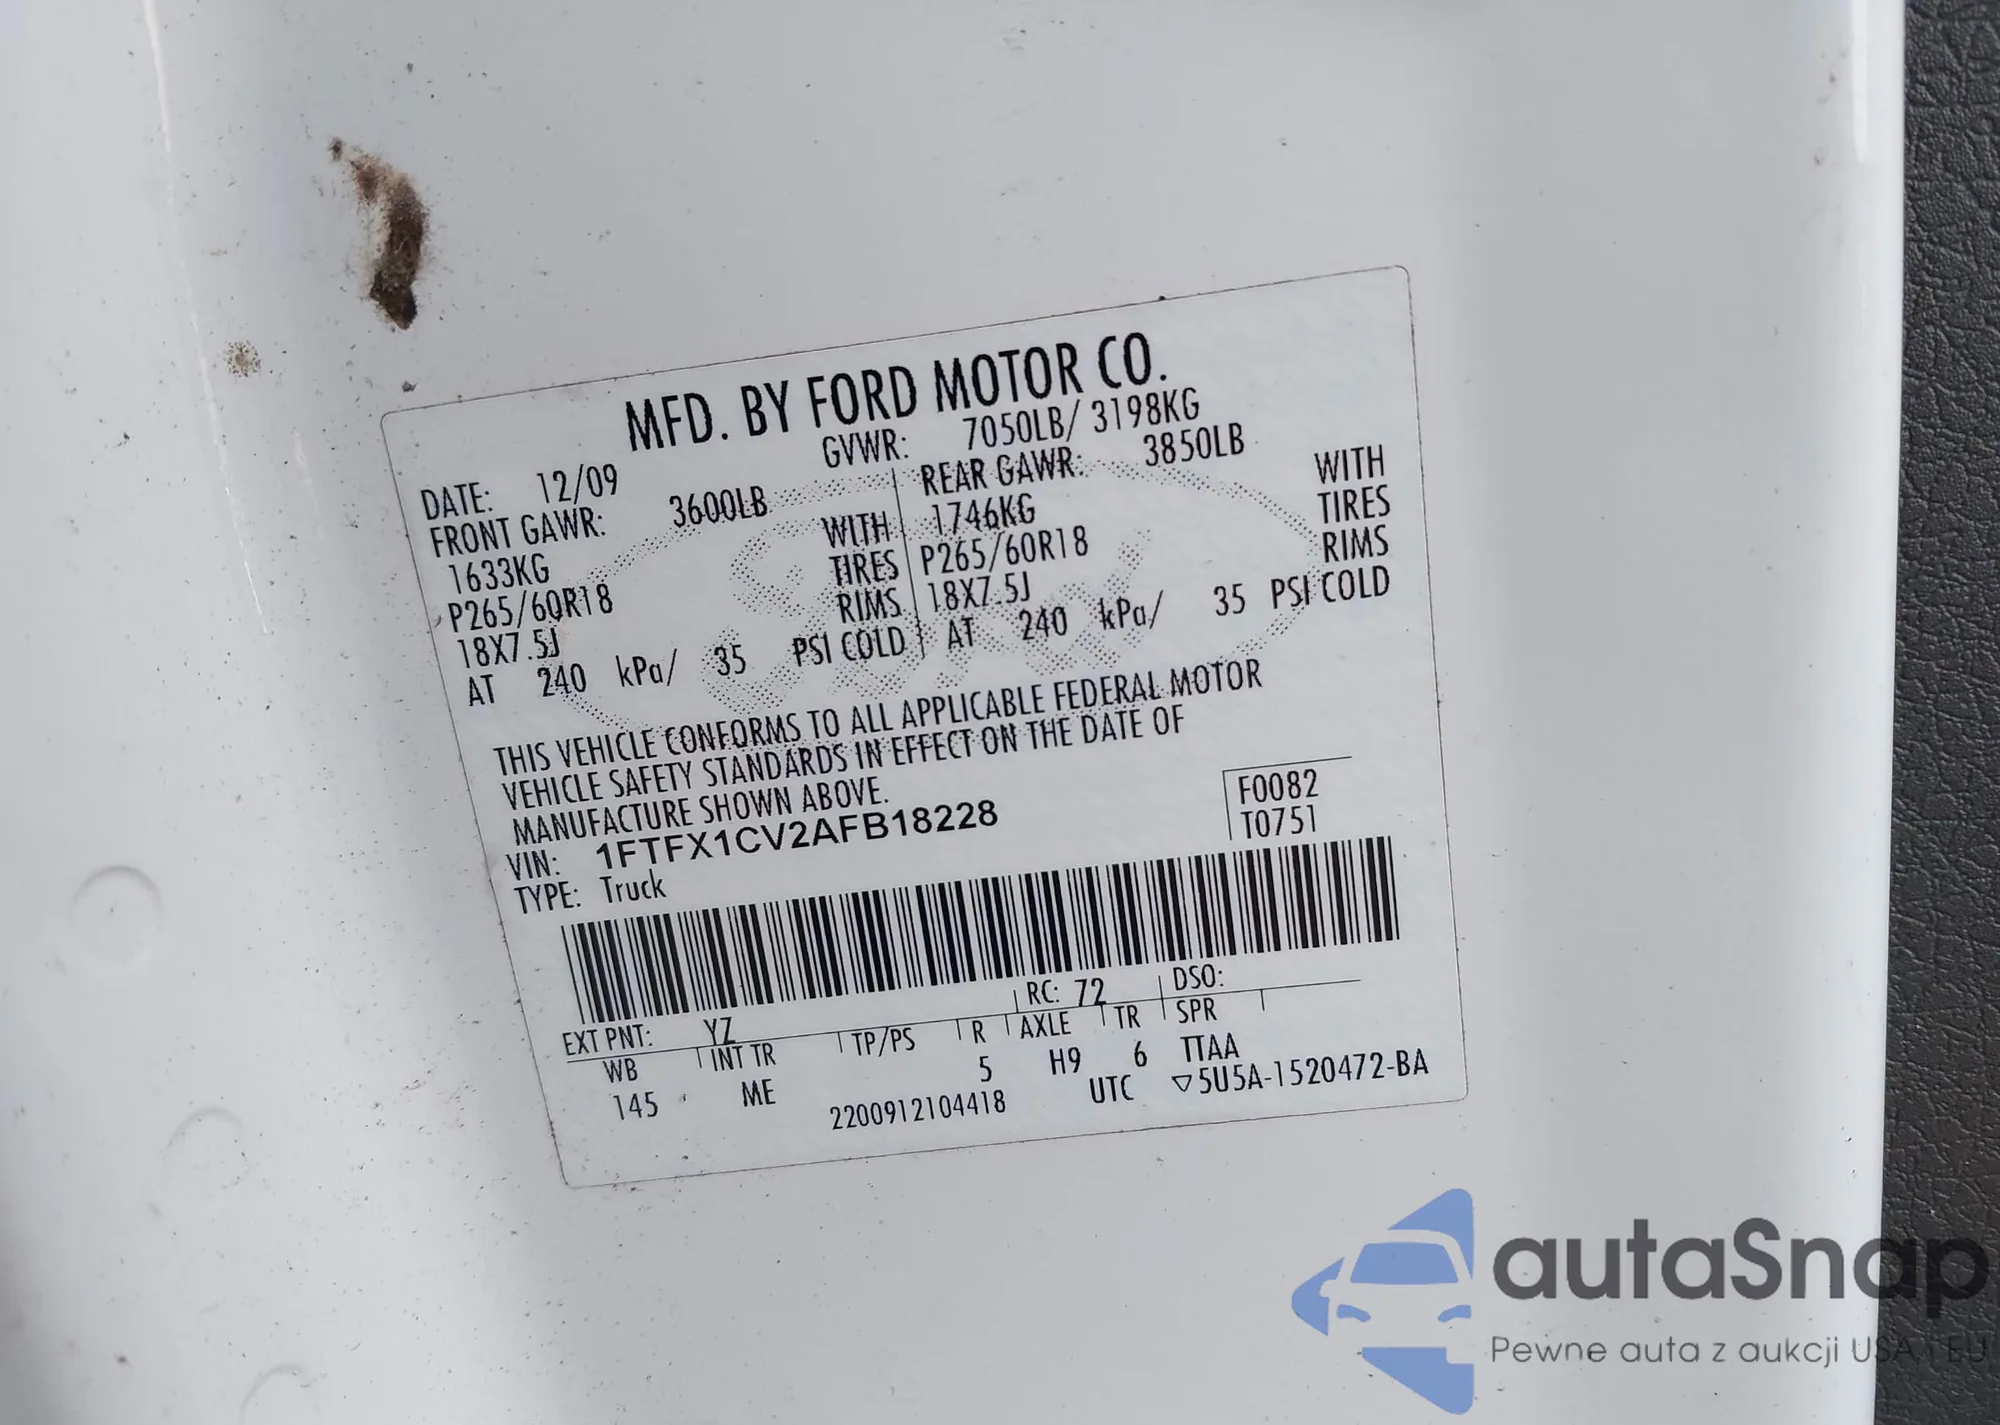 MFD. BY FORD MOTOR CO.
DATE: 12/09 GVWR: 7050LB/ 3198KG
FRONT GAWR: 3600LB REAR GAWR: 3850LB
1633KG WITH 1746KG WITH
P265/60R18 TIRES P265/60R18 TIRES
18X7.5J RIMS 18X7.5J RIMS
AT 240 kPa/ 35 PSI COLD AT 240 kPa/ 35 PSI COLD
THIS VEHICLE CONFORMS TO ALL APPLICABLE FEDERAL MOTOR
VEHICLE SAFETY STANDARDS IN EFFECT ON THE DATE OF
MANUFACTURE SHOWN ABOVE.
VIN: 1FTFX1CV2AFB18228 F0082
TYPE: Truck T0751
EXT PNT: YZ RC: 72 DSO:
WB INT TR TP/PS R AXLE TR SPR
145 ME 5 H9 6 TTAA
2200912104418 UTC ▽5U5A-1520472-BA
autaSnap
Pewne auta z aukcji USA i EU